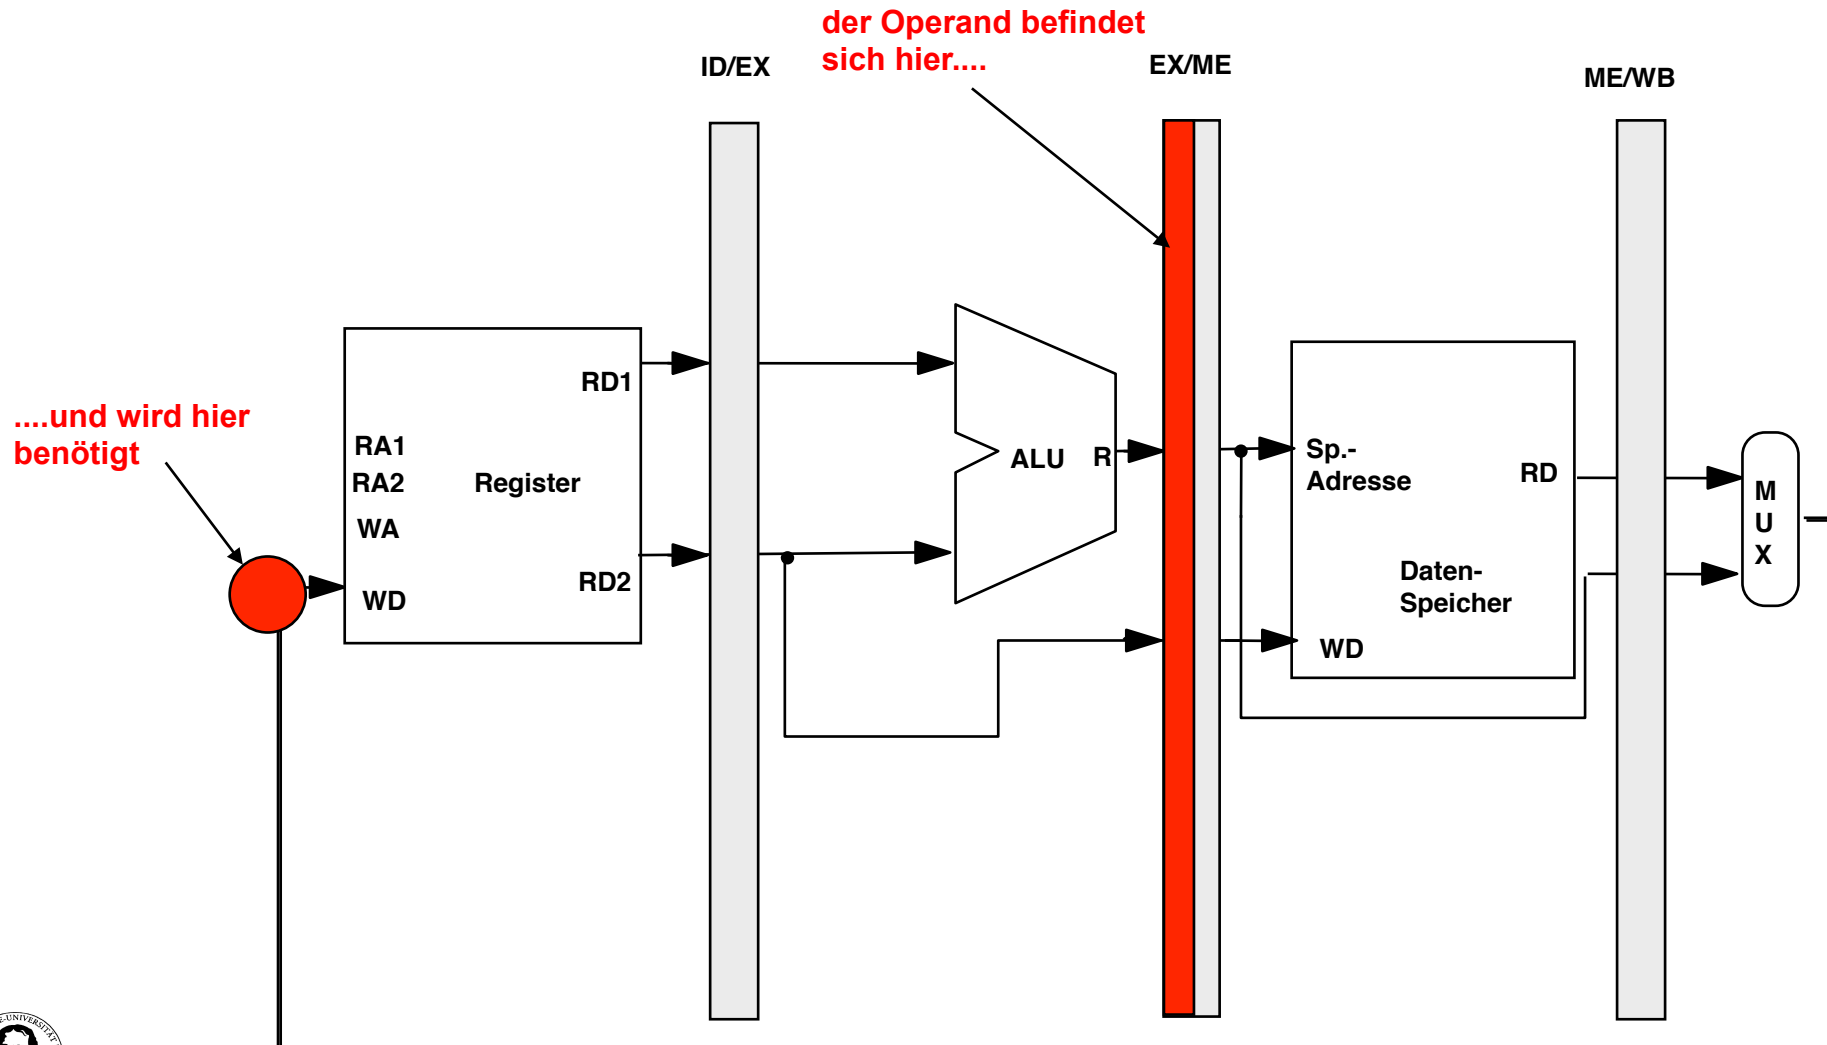 der Operand befindet
sich hier....
ID/EX
EX/ME
ME/WB
....und wird hier
benötigt
RD1
RA1
RA2
Register
WA
WD
RD2
ALU
R
Sp.-
Adresse
RD
Daten-
Speicher
WD
M
U
X